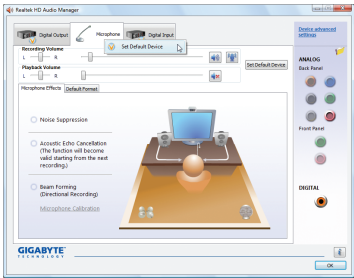 Realtek HD Audio Manager
Digital Output
Microphone
Digital Input
Device advanced
settings
Set Default Device
Recording Volume
L
R
Set Default Device
Playback Volume
L
R
ANALOG
Back Panel
Microphone Effects
Default Format
Noise Suppression
Acoustic Echo Cancellation
(The function will become
valid starting from the next
recording.)
Front Panel
Beam Forming
(Directional Recording)
Microphone Calibration
DIGITAL
GIGABYTE
TECHNOLOGY
OK